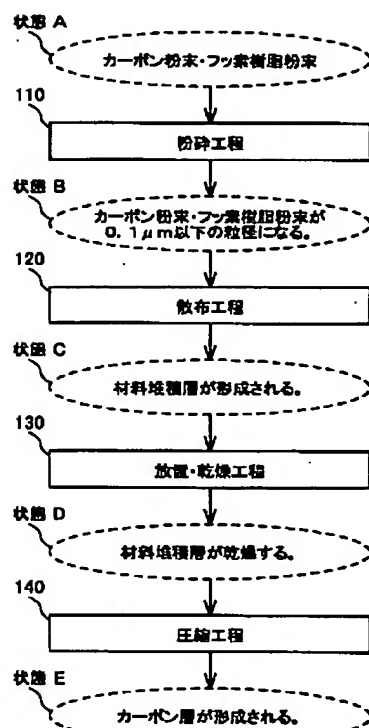 状態 A
カーボン粉末・フッ素樹脂粉末
110
粉砕工程
状態 B
カーボン粉末・フッ素樹脂粉末が
0.1μm以下の粒径になる。
120
散布工程
状態 C
材料堆積層が形成される。
130
放置・乾燥工程
状態 D
材料堆積層が乾燥する。
140
圧縮工程
状態 E
カーボン層が形成される。